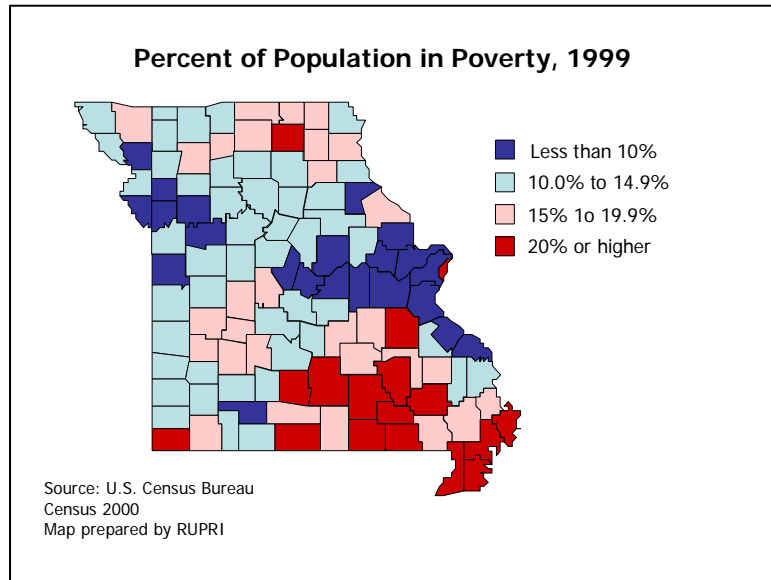 Percent of Population in Poverty, 1999
Less than 10%
10.0% to 14.9%
15% 1o 19.9%
20% or higher
Source: U.S. Census Bureau
Census 2000
Map prepared by RUPRI